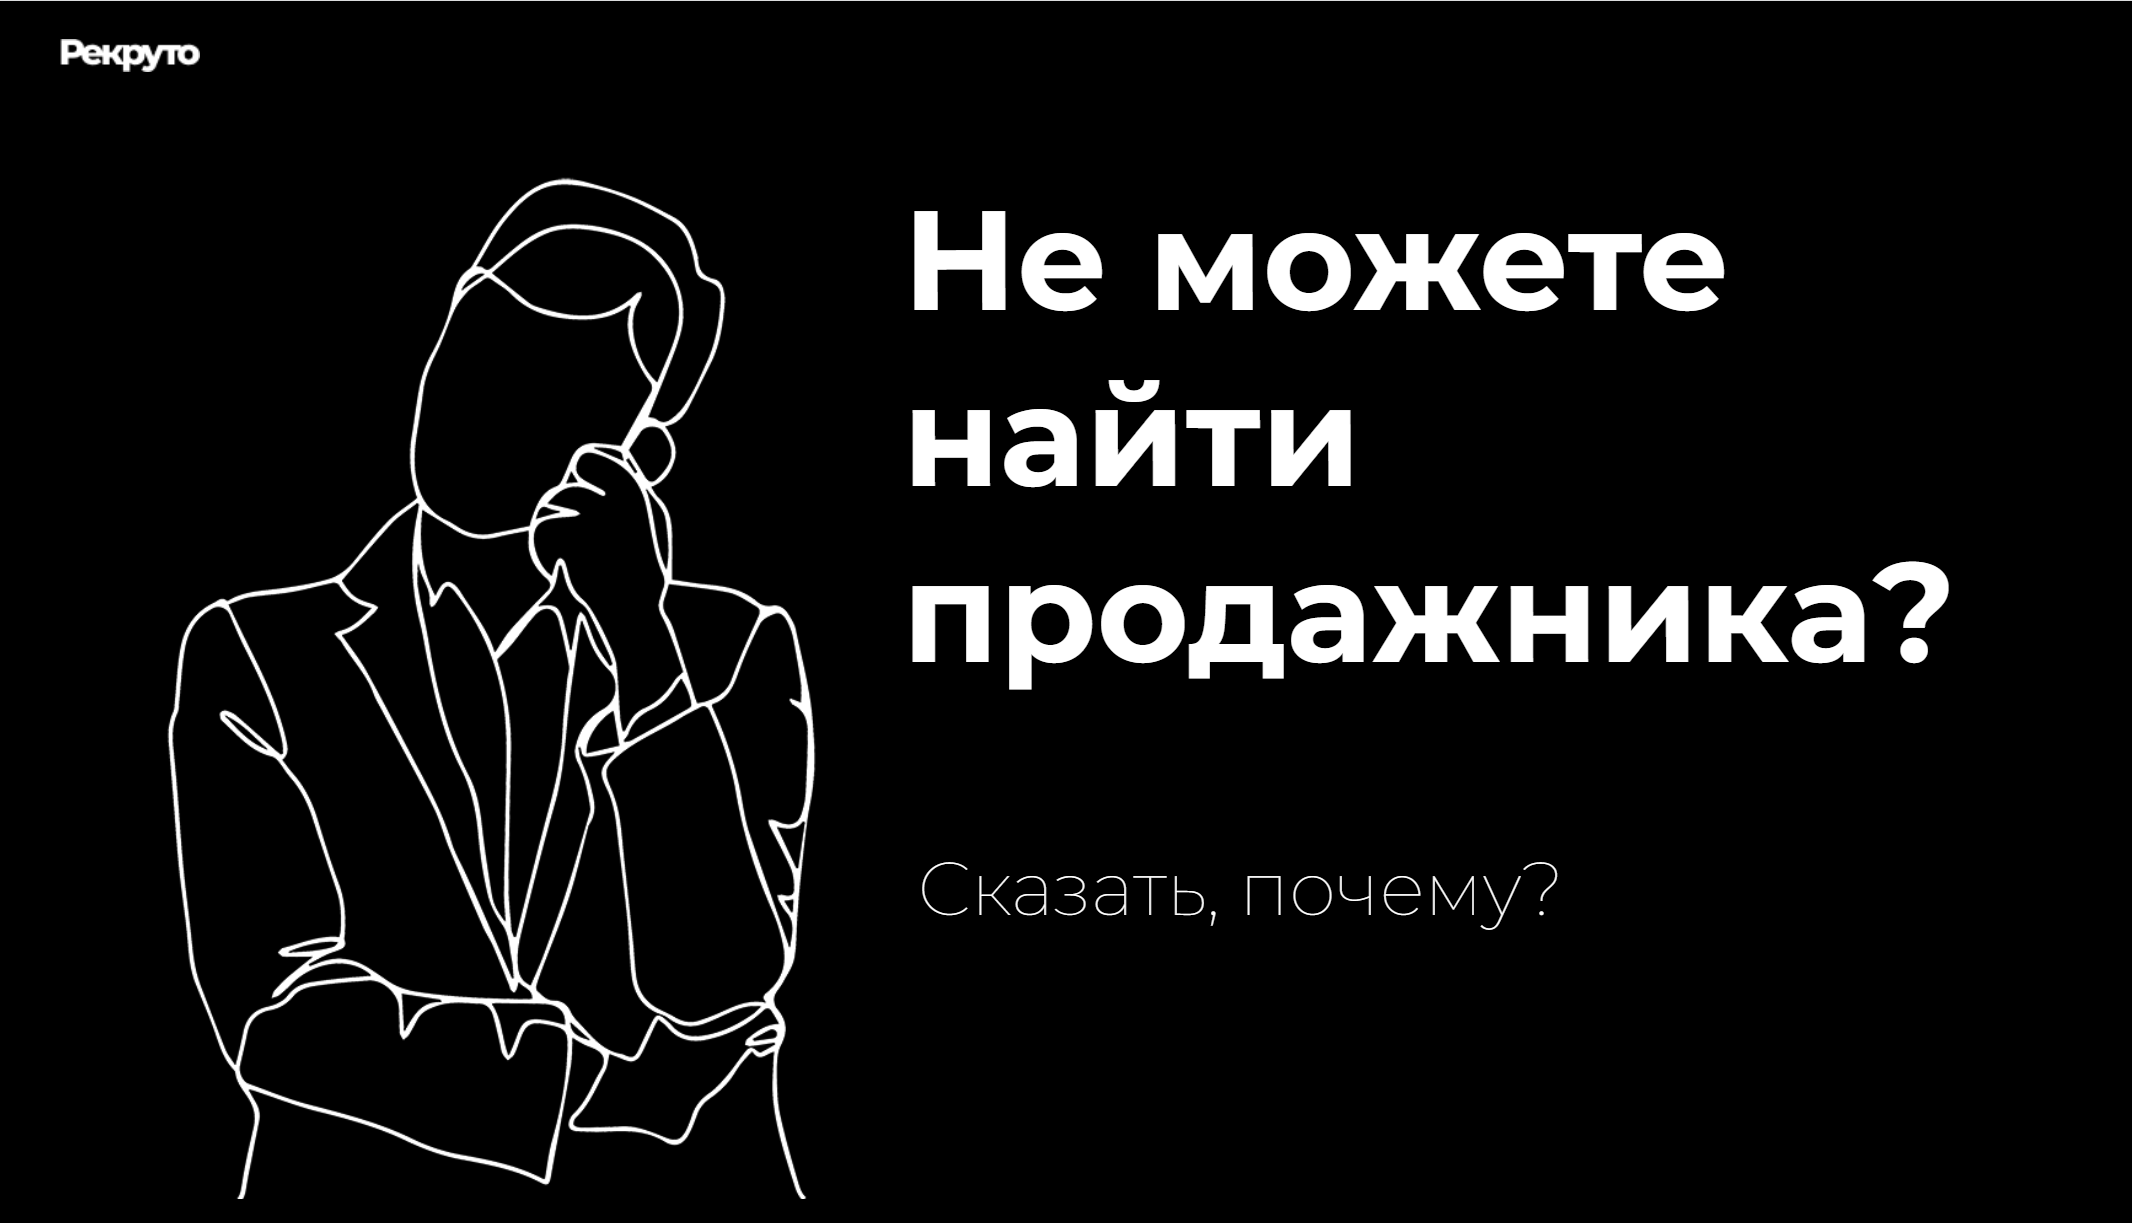 Рекруто
Не можете
найти
продажника?
Сказать, почему?